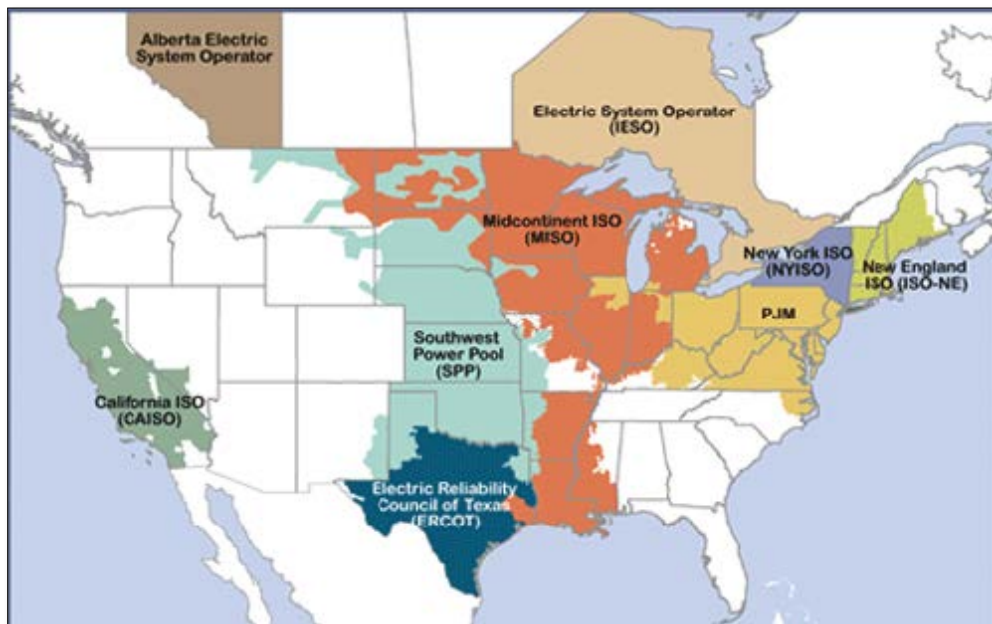 Alberta Electric
System Operator
Electric System Operator
(IESO)
Midcontinent ISO
(MISO)
New York ISO
(NYISO)
New England
ISO (ISO-NE)
PJM
Southwest
Power Pool
(SPP)
California ISO
(CAISO)
Electric Reliability
Council of Texas
(ERCOT)